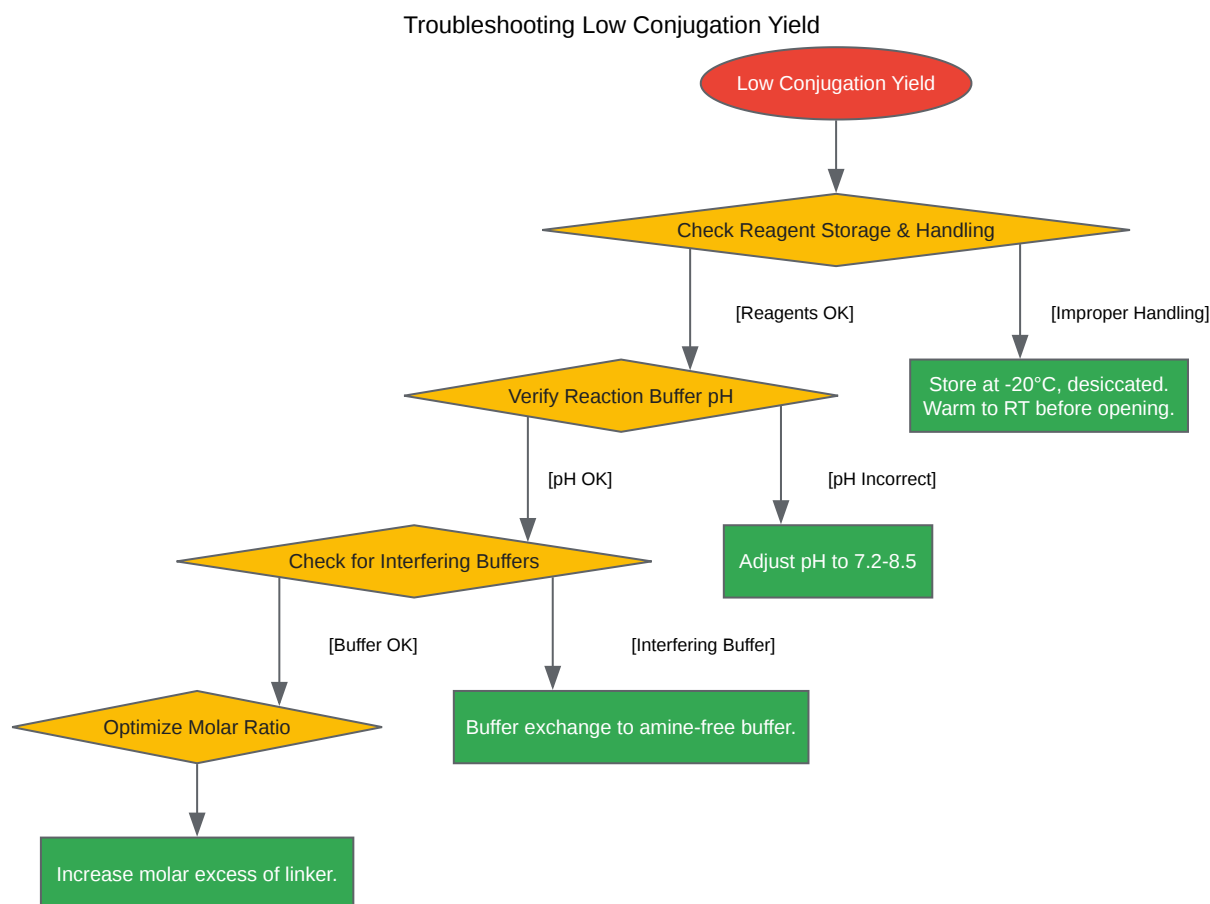 Troubleshooting Low Conjugation Yield
Low Conjugation Yield
Check Reagent Storage & Handling
[Reagents OK]
[Improper Handling]
Store at -20°C, desiccated.
Warm to RT before opening.
Verify Reaction Buffer pH
[pH OK]
[pH Incorrect]
Adjust pH to 7.2-8.5
Check for Interfering Buffers
[Buffer OK]
[Interfering Buffer]
Optimize Molar Ratio
Buffer exchange to amine-free buffer.
Increase molar excess of linker.